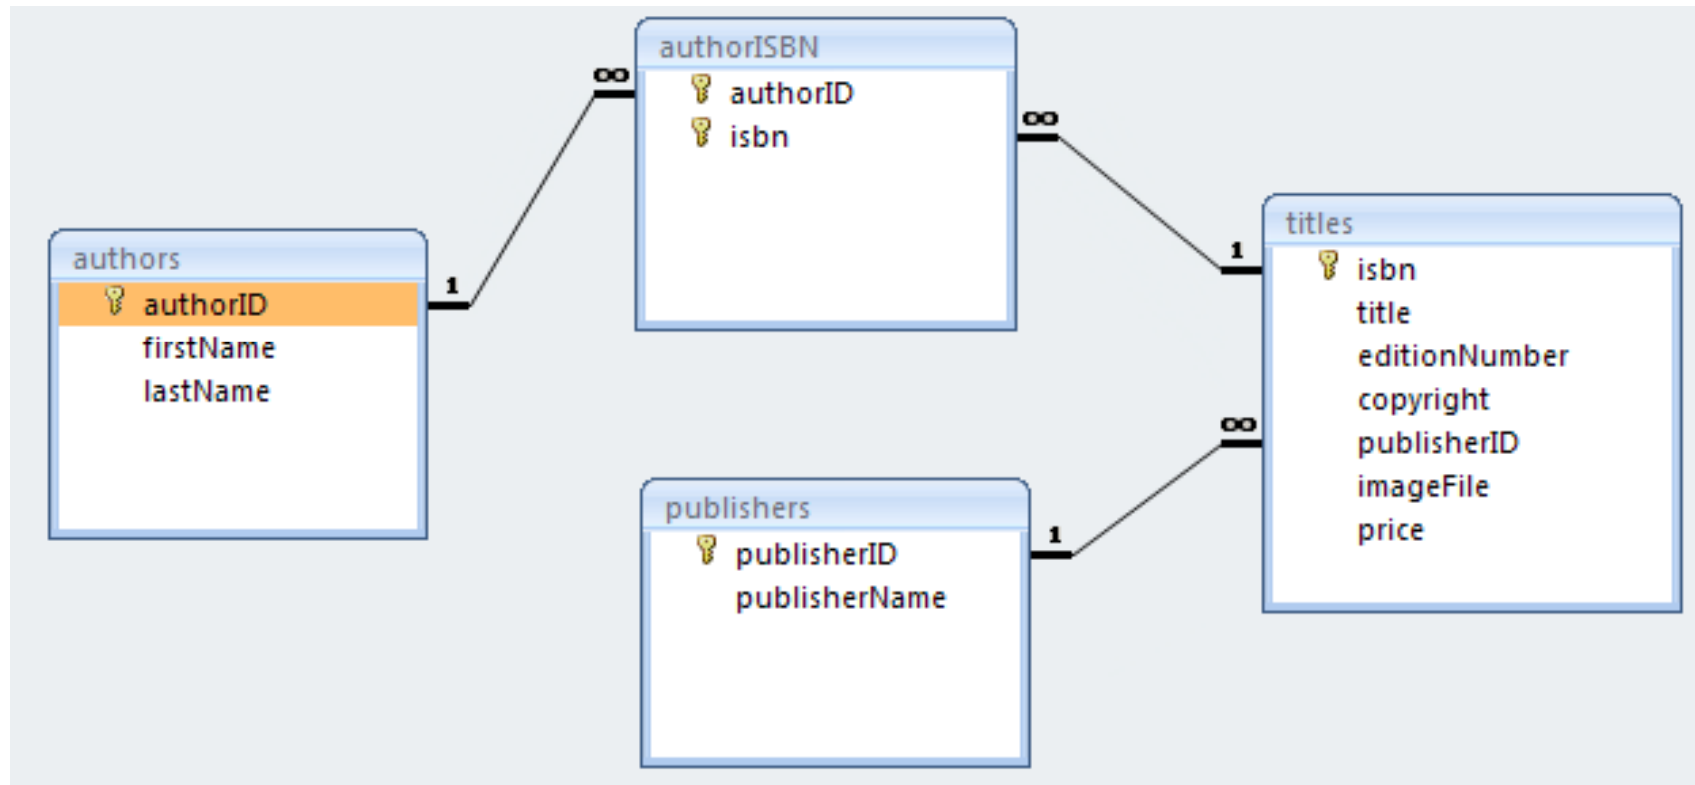 authorISBN
authorID
isbn
∞
∞
1
1
authors
authorID
firstName
lastName
titles
isbn
title
editionNumber
copyright
publisherID
imageFile
price
∞
1
publishers
publisherID
publisherName